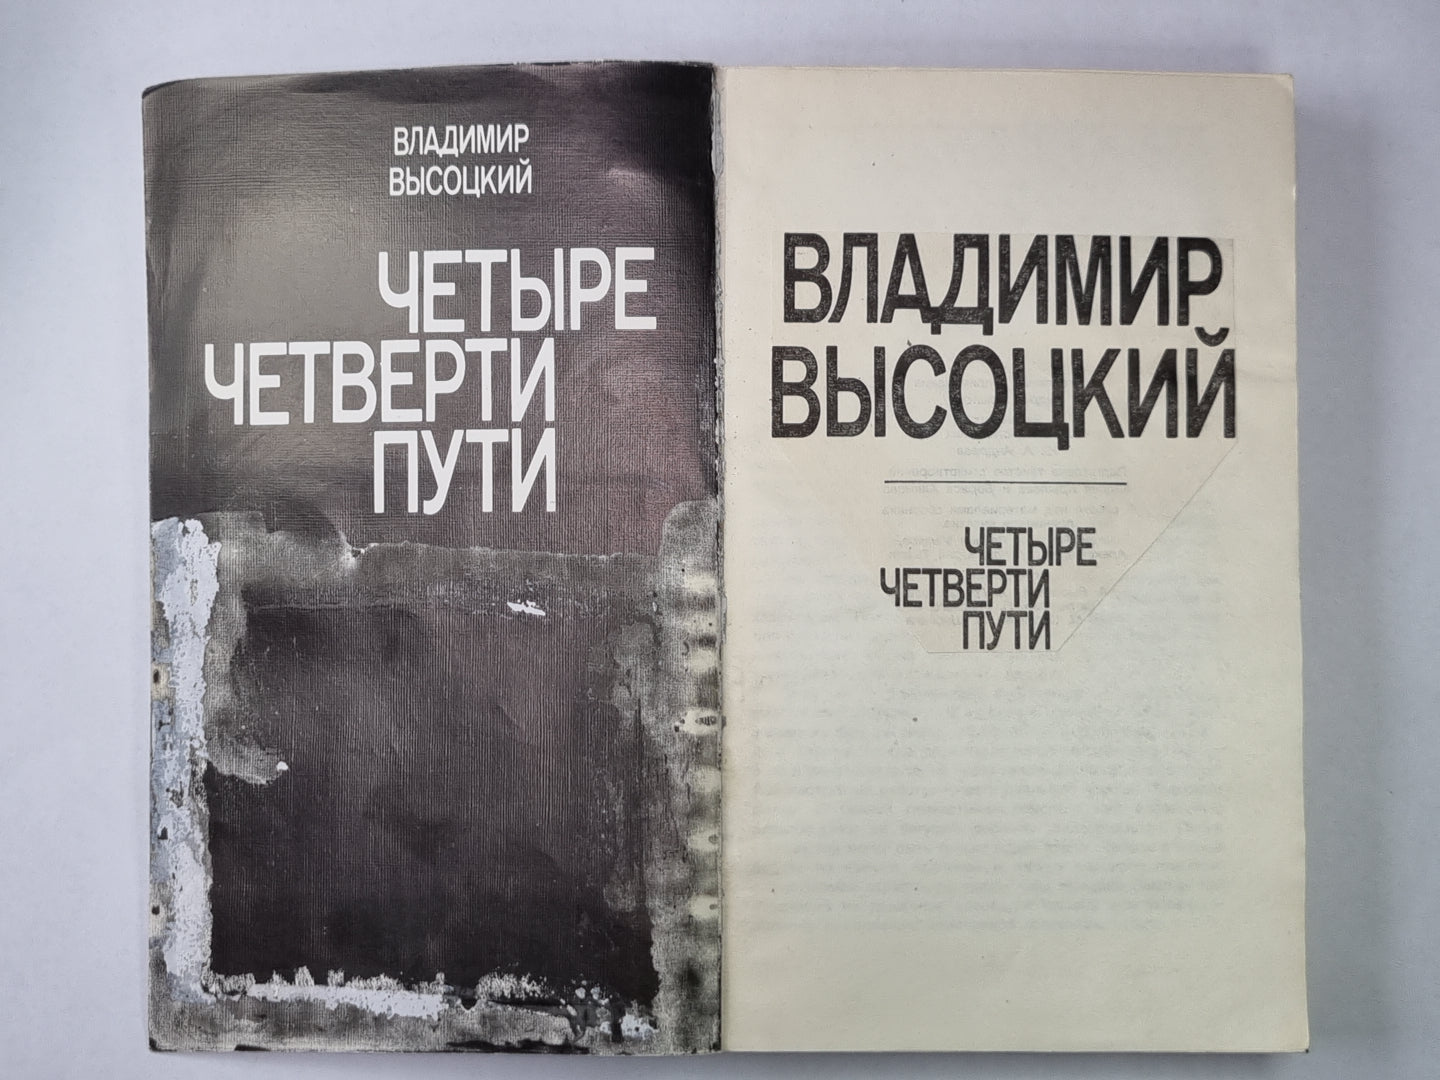 ВЛАДИМИР
ВЫСОЦКИЙ
ЧЕТЫРЕ
ЧЕТВЕРТИ
ПУТИ
ВЛАДИМИР
ВЫСОЦКИЙ
ЧЕТЫРЕ
ЧЕТВЕРТИ
ПУТИ